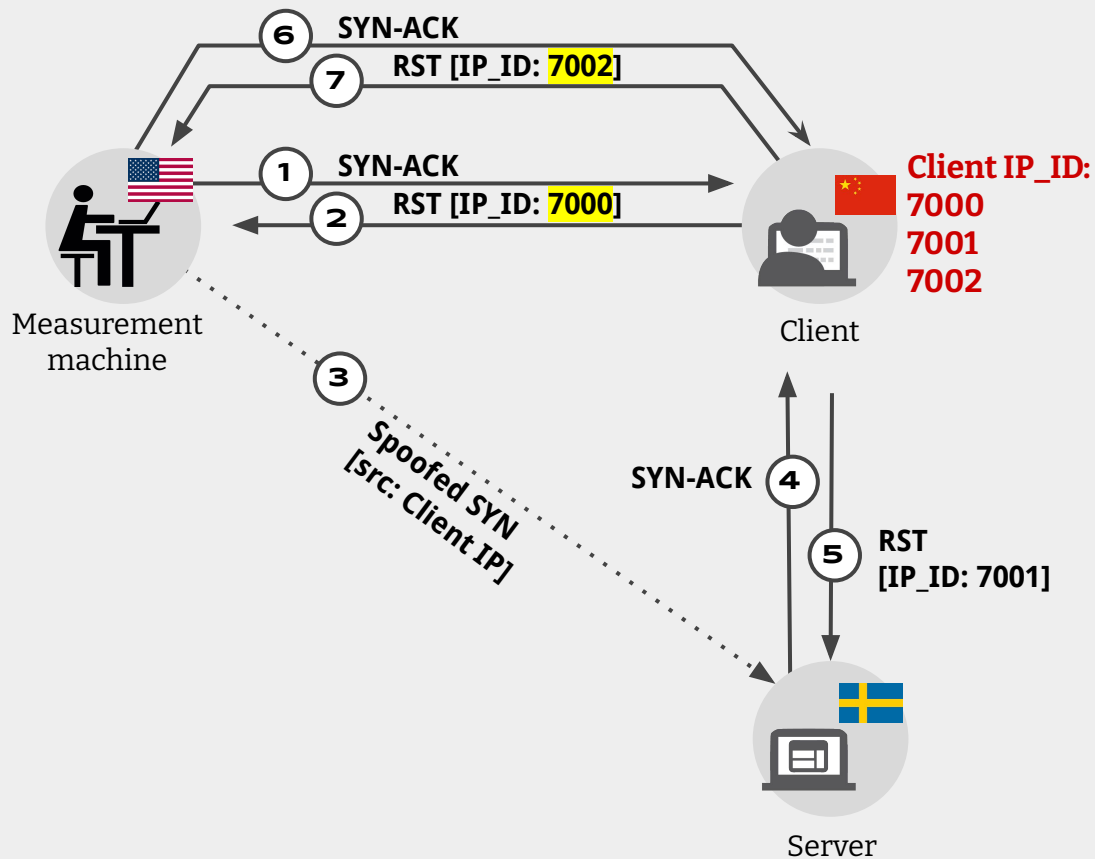 6 SYN-ACK
7 RST [IP_ID: 7002]
1 SYN-ACK
2 RST [IP_ID: 7000]
Client IP_ID:
7000
7001
7002
Measurement
machine
Client
3
Spoofed SYN
[src: Client IP]
SYN-ACK 4
5 RST
[IP_ID: 7001]
Server